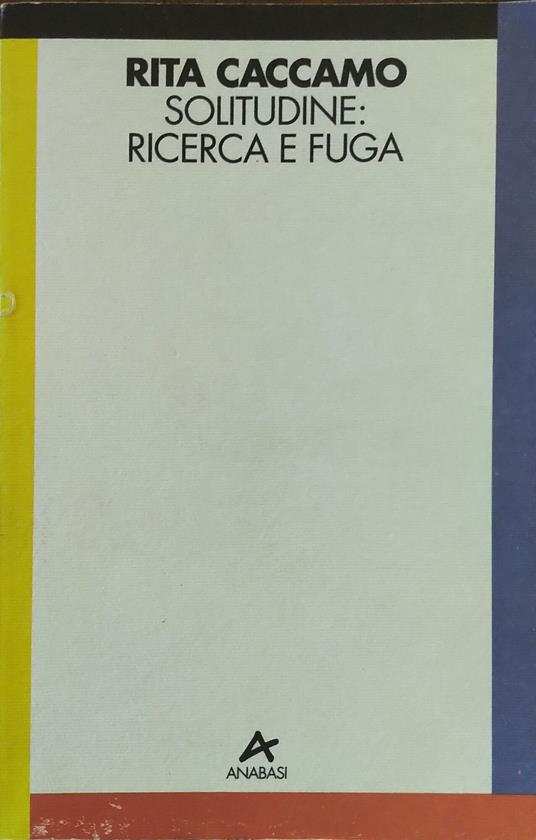 RITA CACCAMO
SOLITUDINE:
RICERCA E FUGA
ANABASI